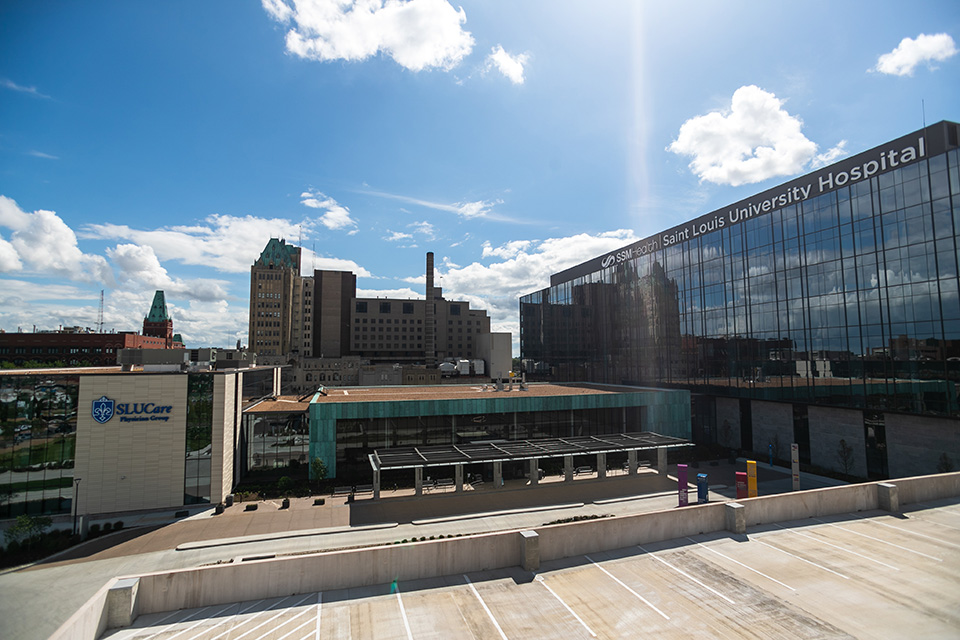 SSMHealth | Saint Louis University Hospital
SLUCare
Physician Group